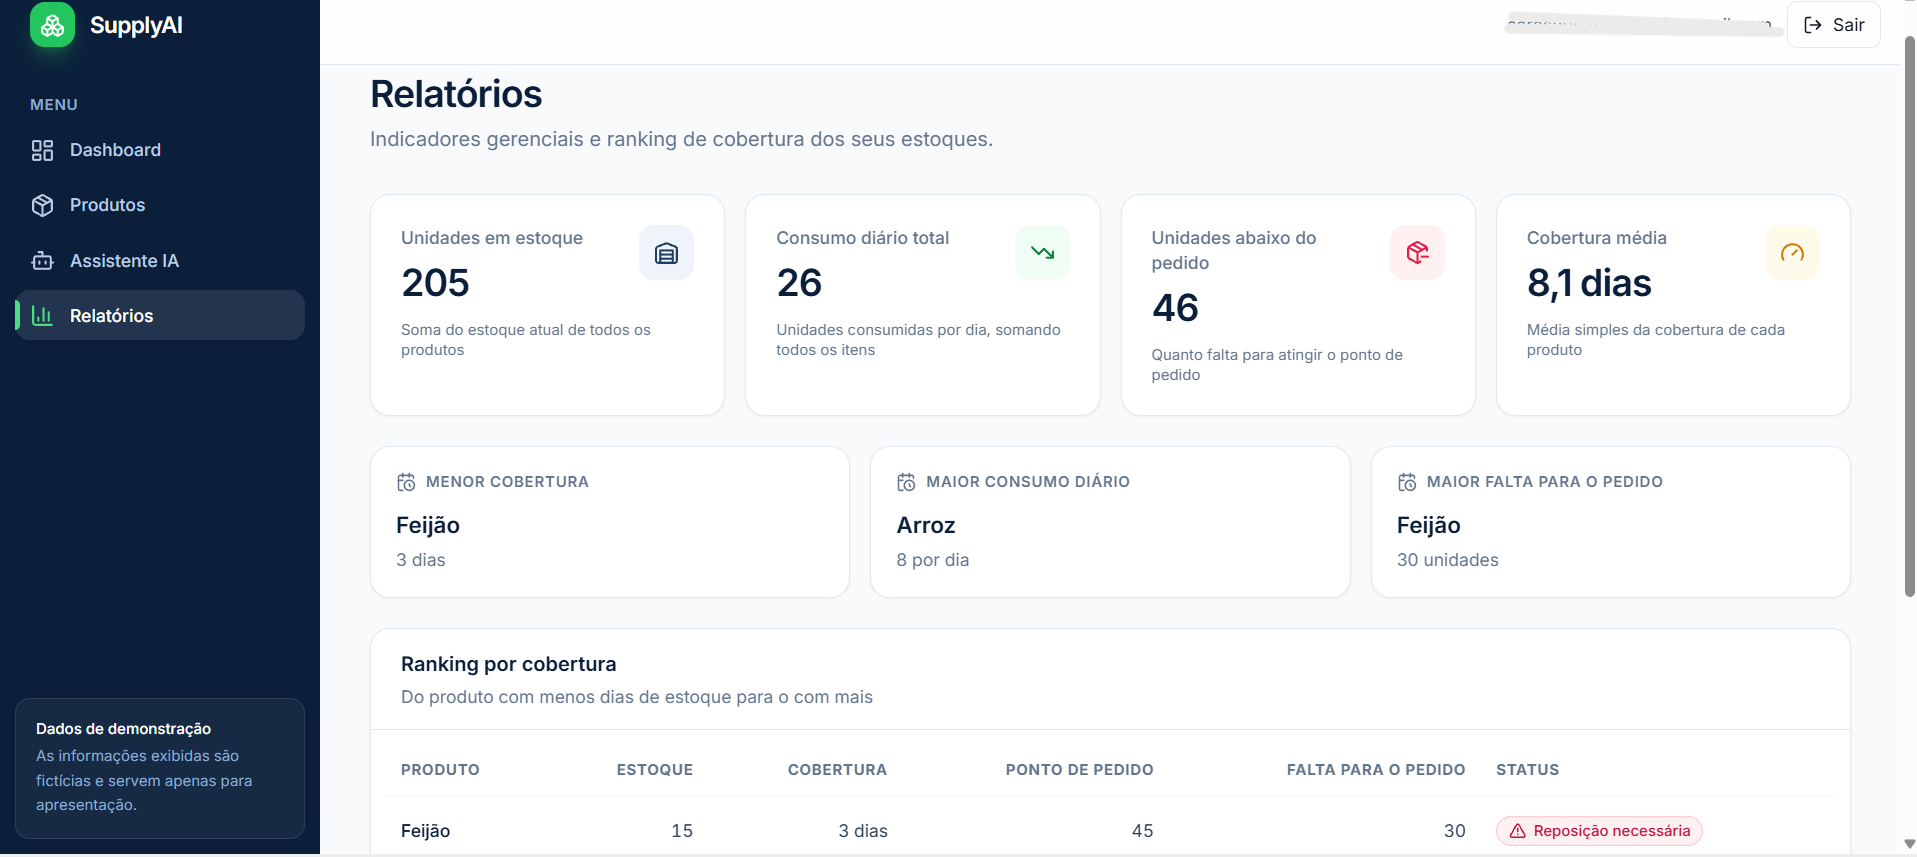 SupplyAI
Sair
MENU
Dashboard
Produtos
Assistente IA
Relatórios
Dados de demonstração
As informações exibidas são
fictícias e servem apenas para
apresentação.
Relatórios
Indicadores gerenciais e ranking de cobertura dos seus estoques.
Unidades em estoque
205
Soma do estoque atual de todos os
produtos
Consumo diário total
26
Unidades consumidas por dia, somando
todos os itens
Unidades abaixo do
pedido
46
Quanto falta para atingir o ponto de
pedido
Cobertura média
8,1 dias
Média simples da cobertura de cada
produto
MENOR COBERTURA
Feijão
3 dias
MAIOR CONSUMO DIÁRIO
Arroz
8 por dia
MAIOR FALTA PARA O PEDIDO
Feijão
30 unidades
Ranking por cobertura
Do produto com menos dias de estoque para o com mais
PRODUTO ESTOQUE COBERTURA PONTO DE PEDIDO FALTA PARA O PEDIDO STATUS
Feijão 15 3 dias 45 30 Reposição necessária